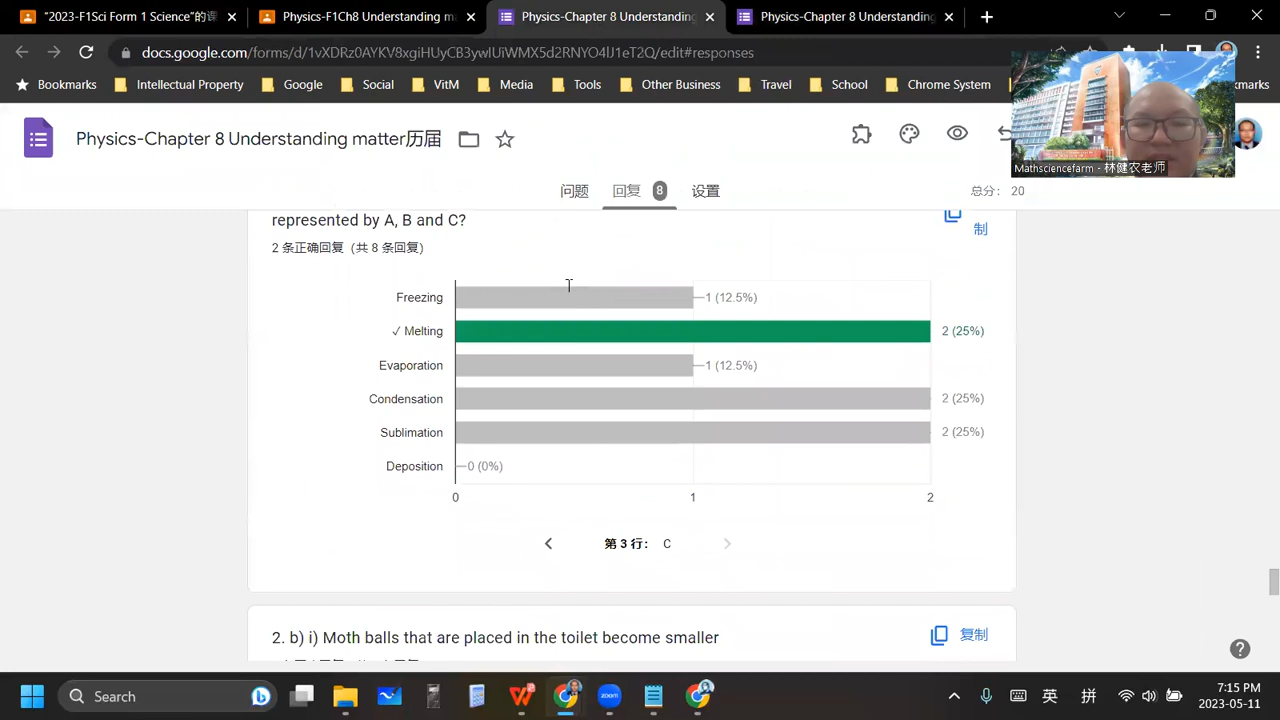 "2023-F1Sci Form 1 Science"的课
Physics-F1Ch8 Understanding ma
Physics-Chapter 8 Understanding
Physics-Chapter 8 Understanding
docs.google.com/forms/d/1vXDRz0AYKV8xgiHUyCB3ywlUiWMX5d2RNYO4lJ1eT2Q/edit#responses
Bookmarks
Intellectual Property
Google
Social
VitM
Media
Tools
Other Business
Travel
School
Chrome System
kmarks
Physics-Chapter 8 Understanding matter历届
Mathsciencefarm - 林健农老师
问题
回复
8
设置
总分： 20
represented by A, B and C?
制
2 条正确回复（共 8 条回复）
Freezing
1 (12.5%)
✓ Melting
2 (25%)
Evaporation
1 (12.5%)
Condensation
2 (25%)
Sublimation
2 (25%)
Deposition
0 (0%)
0
1
2
第 3 行： C
2. b) i) Moth balls that are placed in the toilet become smaller
复制
Search
英
拼
7:15 PM
2023-05-11